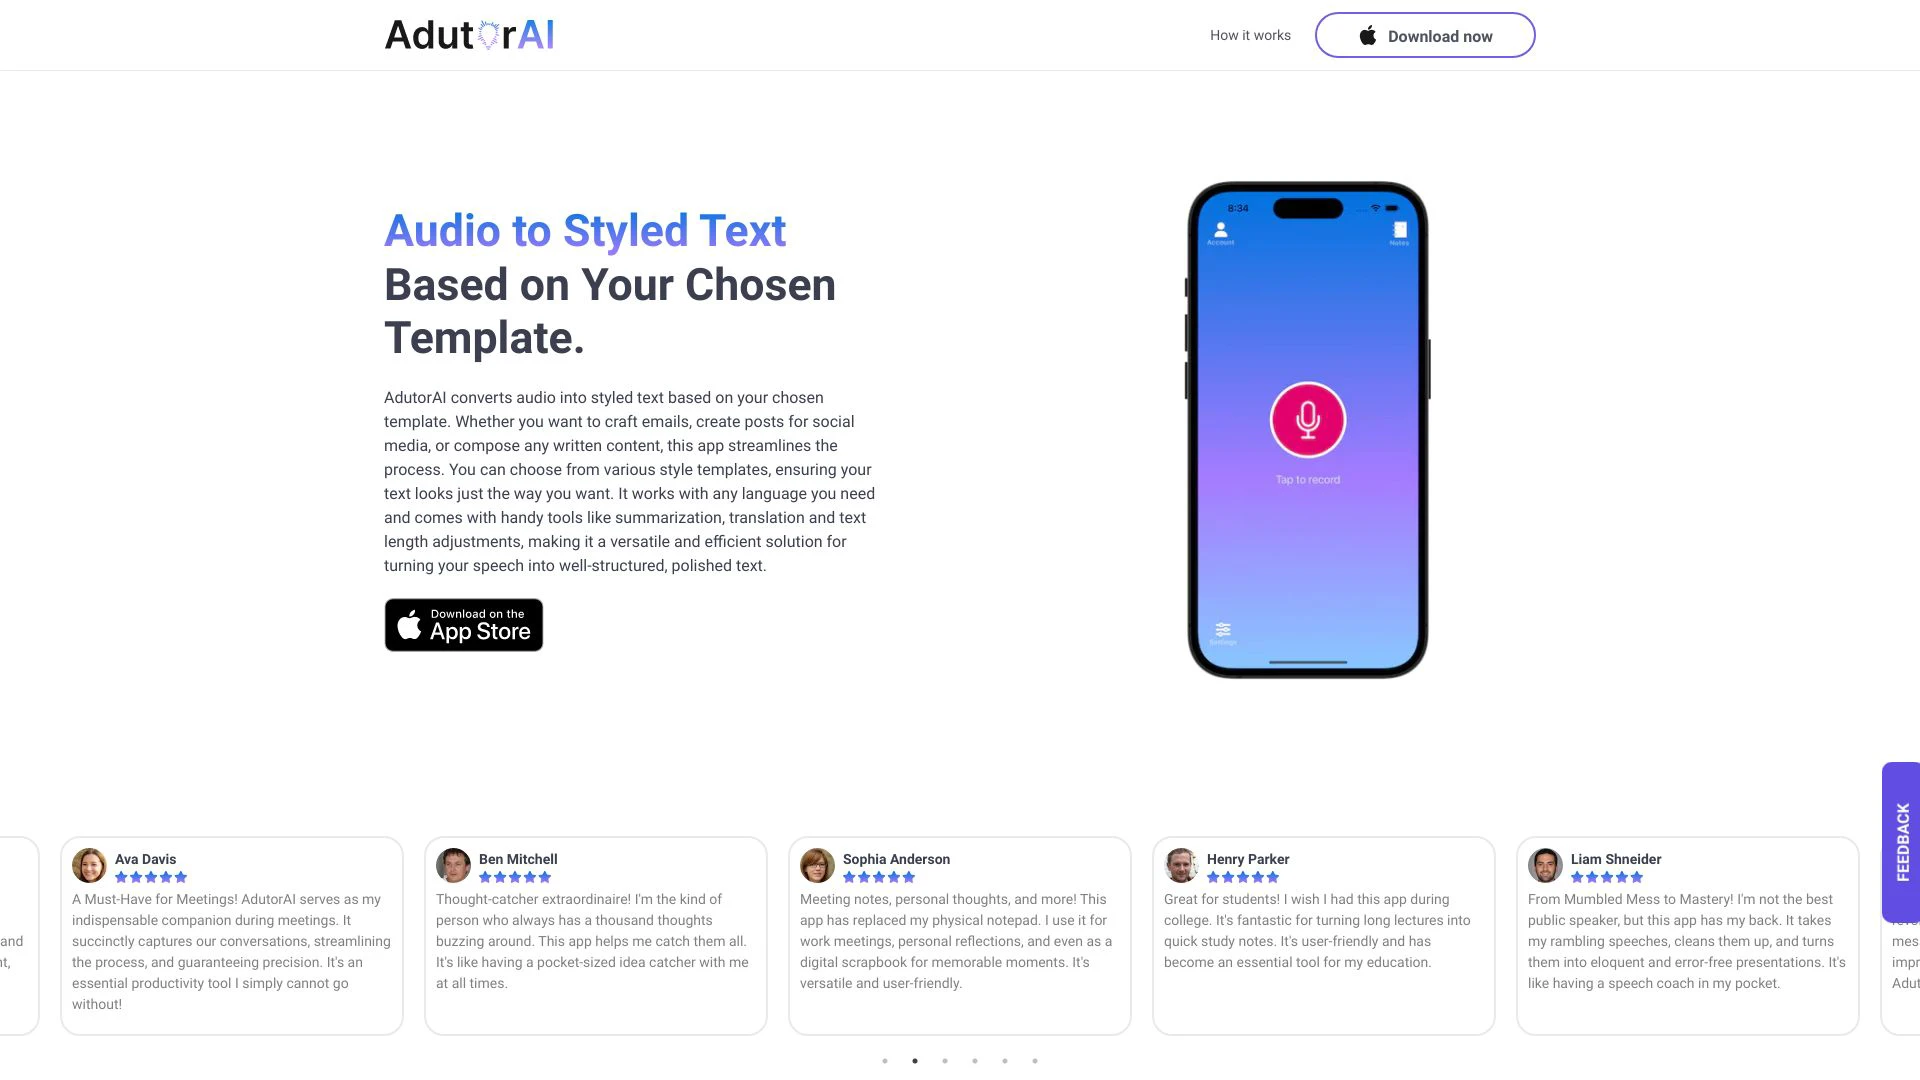 AdutorAI
How it works
Download now
Audio to Styled Text
Based on Your Chosen
Template.
AdutorAI converts audio into styled text based on your chosen
template. Whether you want to craft emails, create posts for social
media, or compose any written content, this app streamlines the
process. You can choose from various style templates, ensuring your
text looks just the way you want. It works with any language you need
and comes with handy tools like summarization, translation and text
length adjustments, making it a versatile and efficient solution for
turning your speech into well-structured, polished text.
Download on the
App Store
8:34
Account
Notes
Tap to record
Settings
FEEDBACK
and
Ava Davis
A Must-Have for Meetings! AdutorAI serves as my
indispensable companion during meetings. It
succinctly captures our conversations, streamlining
the process, and guaranteeing precision. It's an
essential productivity tool I simply cannot go
without!
Ben Mitchell
Thought-catcher extraordinaire! I'm the kind of
person who always has a thousand thoughts
buzzing around. This app helps me catch them all.
It's like having a pocket-sized idea catcher with me
at all times.
Sophia Anderson
Meeting notes, personal thoughts, and more! This
app has replaced my physical notepad. I use it for
work meetings, personal reflections, and even as a
digital scrapbook for memorable moments. It's
versatile and user-friendly.
Henry Parker
Great for students! I wish I had this app during
college. It's fantastic for turning long lectures into
quick study notes. It's user-friendly and has
become an essential tool for my education.
Liam Shneider
From Mumbled Mess to Mastery! I'm not the best
public speaker, but this app has my back. It takes
my rambling speeches, cleans them up, and turns
them into eloquent and error-free presentations. It's
like having a speech coach in my pocket.
mes
impr
Adut